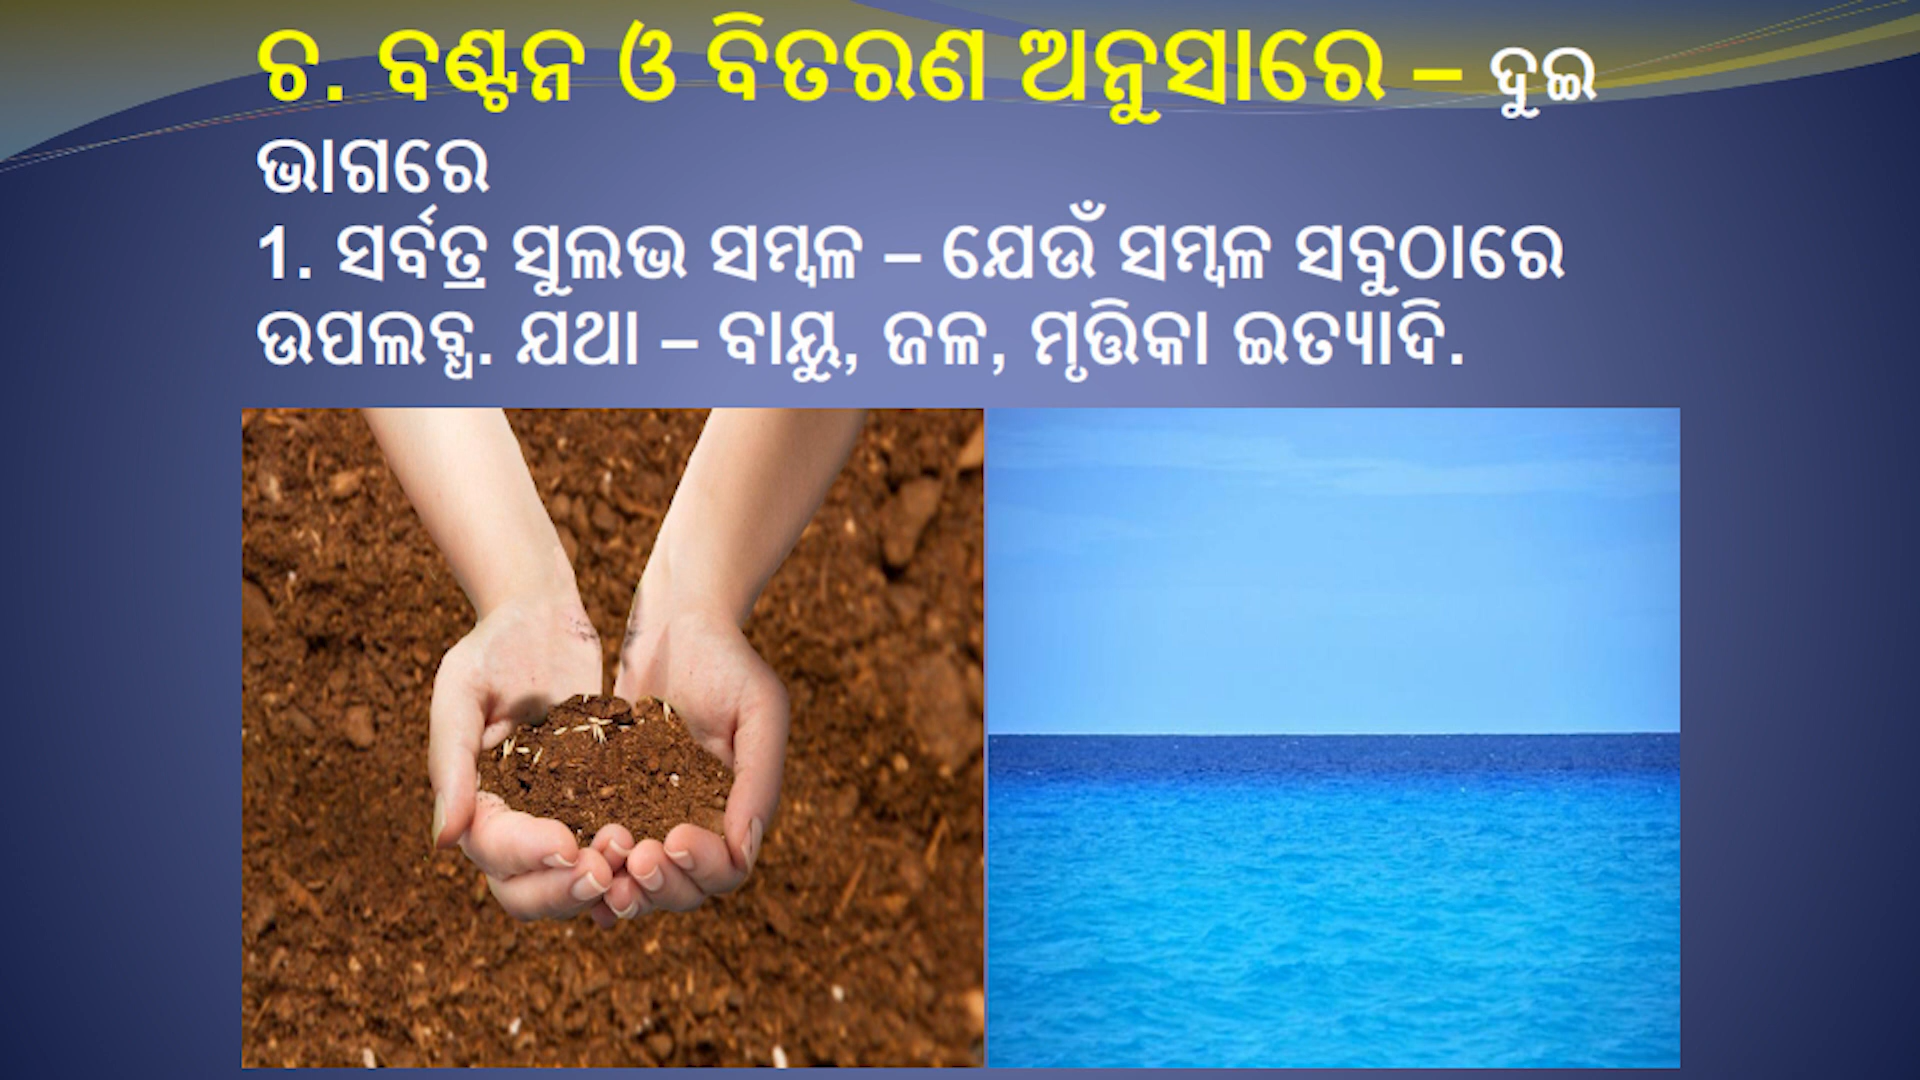 ଚ. ବଣ୍ଟନ ଓ ବିତରଣ ଅନୁସାରେ – ଦୁଇ
ଭାଗରେ
1. ସର୍ବତ୍ର ସୁଲଭ ସମ୍ବଳ – ଯେଉଁ ସମ୍ବଳ ସବୁଠାରେ
ଉପଲବ୍ଧ. ଯଥା – ବାୟୁ, ଜଳ, ମୃତ୍ତିକା ଇତ୍ୟାଦି.